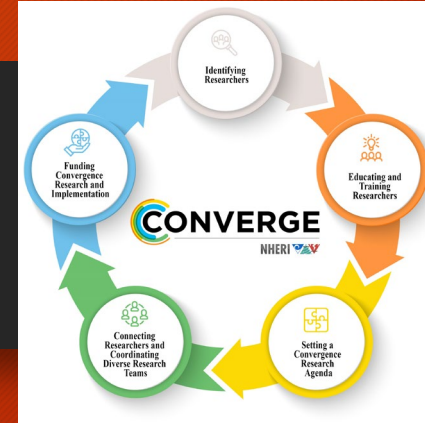 Identifying
Researchers
Educating and
Training
Researchers
Setting a
Convergence
Research
Agenda
Connecting
Researchers and
Coordinating
Diverse Research
Teams
Funding
Convergence
Research and
Implementation
CONVERGE
NHERI